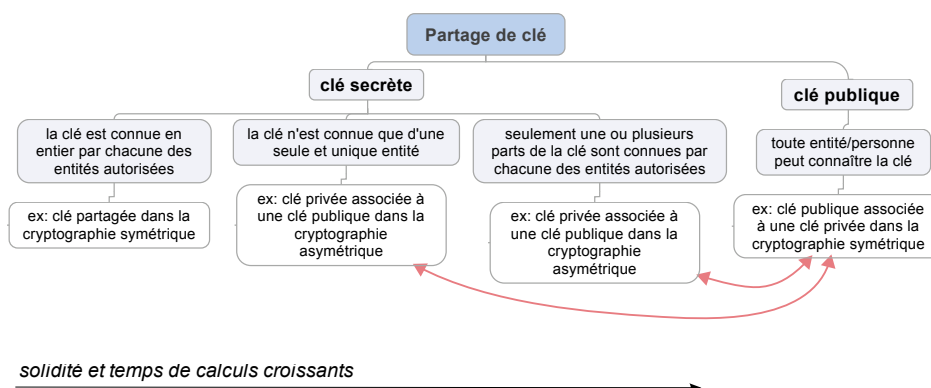 Partage de clé
clé secrète
clé publique
la clé est connue en
entier par chacune des
entités autorisées
la clé n'est connue que d'une
seule et unique entité
seulement une ou plusieurs
parts de la clé sont connues par
chacune des entités autorisées
toute entité/personne
peut connaître la clé
ex: clé partagée dans la
cryptographie symétrique
ex: clé privée associée à
une clé publique dans la
cryptographie
asymétrique
ex: clé privée associée à
une clé publique dans la
cryptographie
asymétrique
ex: clé publique associée
à une clé privée dans la
cryptographie symétrique
solidité et temps de calculs croissants